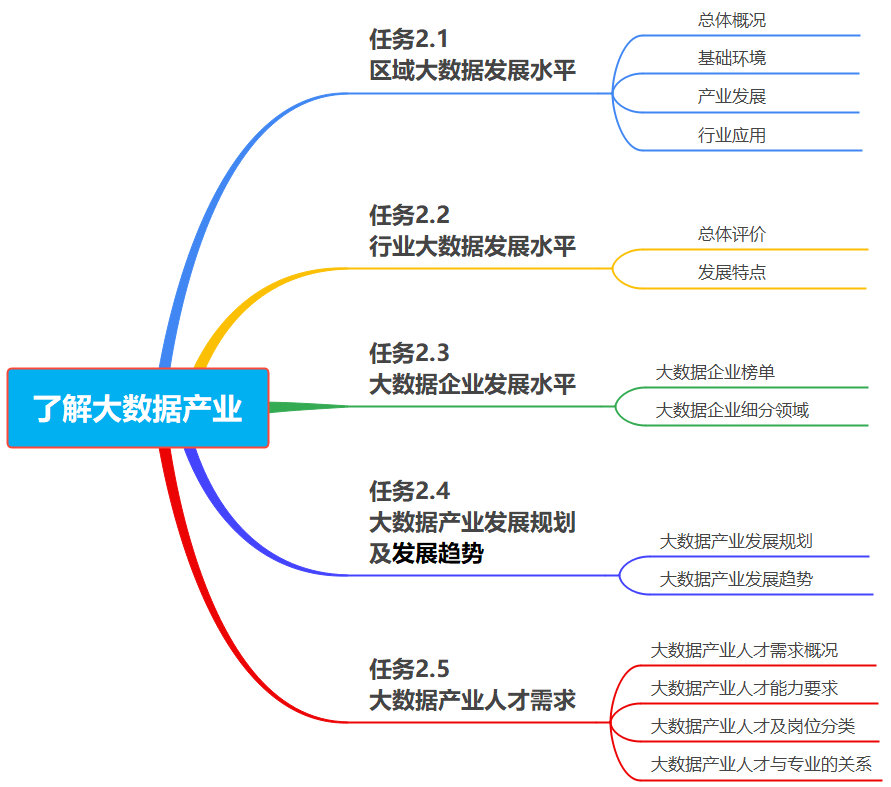 了解大数据产业
任务2.1
区域大数据发展水平
总体概况
基础环境
产业发展
行业应用
任务2.2
行业大数据发展水平
总体评价
发展特点
任务2.3
大数据企业发展水平
大数据企业榜单
大数据企业细分领域
任务2.4
大数据产业发展规划
及发展趋势
大数据产业发展规划
大数据产业发展趋势
任务2.5
大数据产业人才需求
大数据产业人才需求概况
大数据产业人才能力要求
大数据产业人才及岗位分类
大数据产业人才与专业的关系